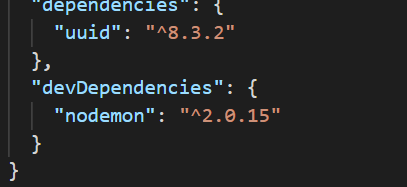 "dependencies": {
"uuid": "^8.3.2"
},
"devDependencies": {
"nodemon": "^2.0.15"
}
}